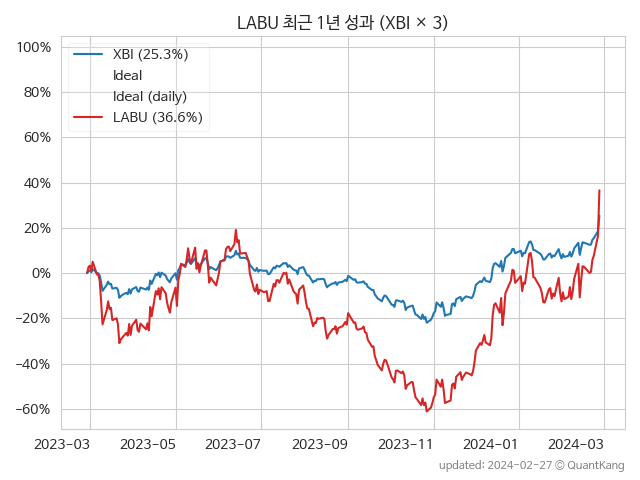 LABU 최근 1년 성과 (XBI × 3)
100%
80%
60%
40%
20%
0%
−20%
−40%
−60%
XBI (25.3%)
Ideal
Ideal (daily)
LABU (36.6%)
2023-03 2023-05 2023-07 2023-09 2023-11 2024-01 2024-03
updated: 2024-02-27 ⓒ QuantKang